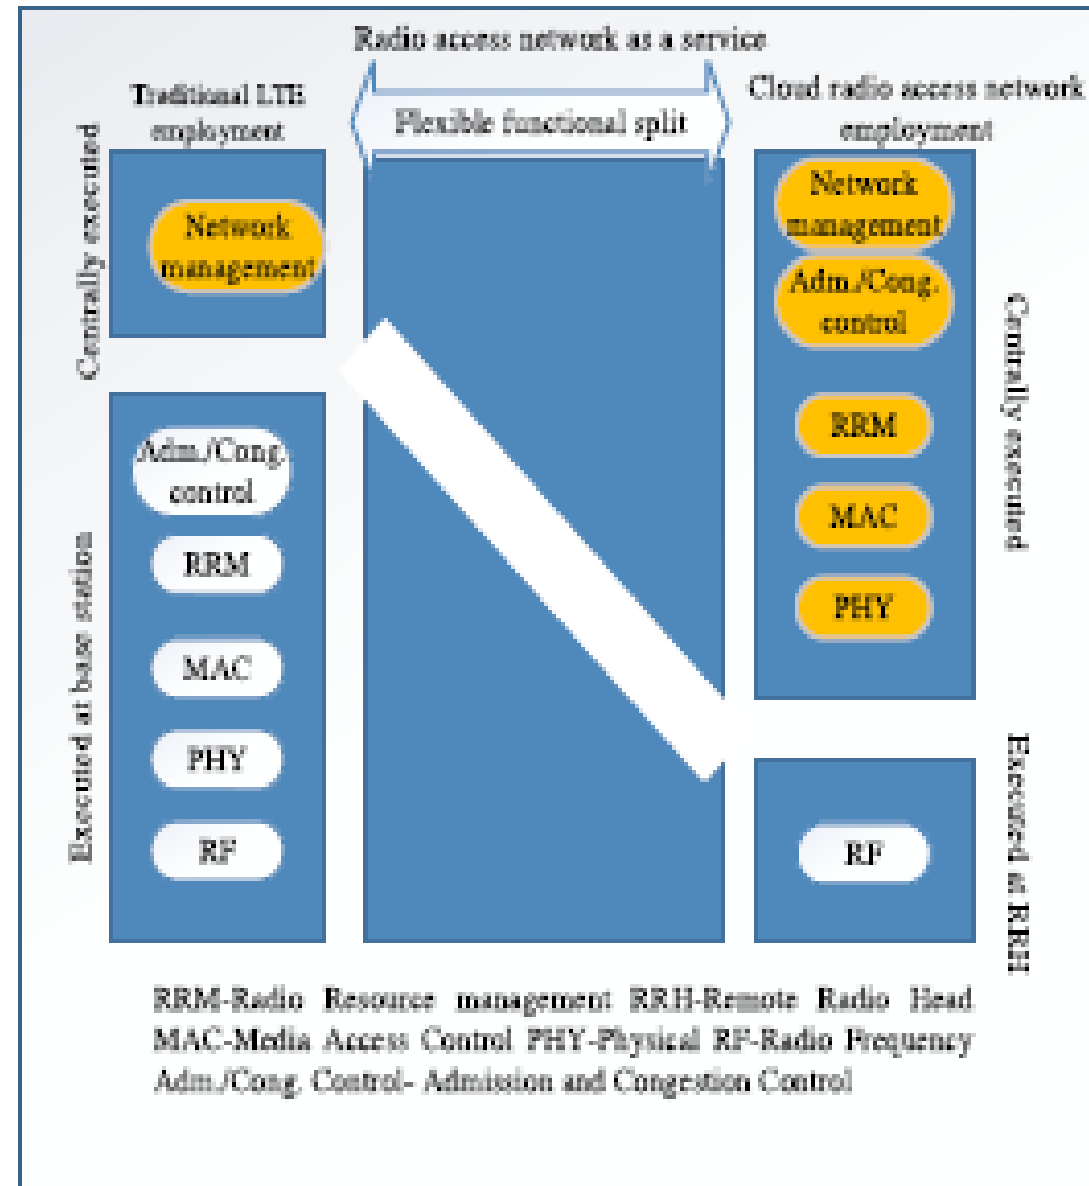 Radio access network as a service
Traditional LTE
employment
Flexible functional split
Cloud radio access network
employment
Centrally executed
Network
management
Executed at base station
Adm./Cong.
control
RRM
MAC
PHY
RF
Network
management
Adm./Cong.
control
RRM
MAC
PHY
Centrally executed
RF
Executed at RRH
RRM-Radio Resource management RRH-Remote Radio Head
MAC-Media Access Control PHY-Physical RF-Radio Frequency
Adm./Cong. Control- Admission and Congestion Control